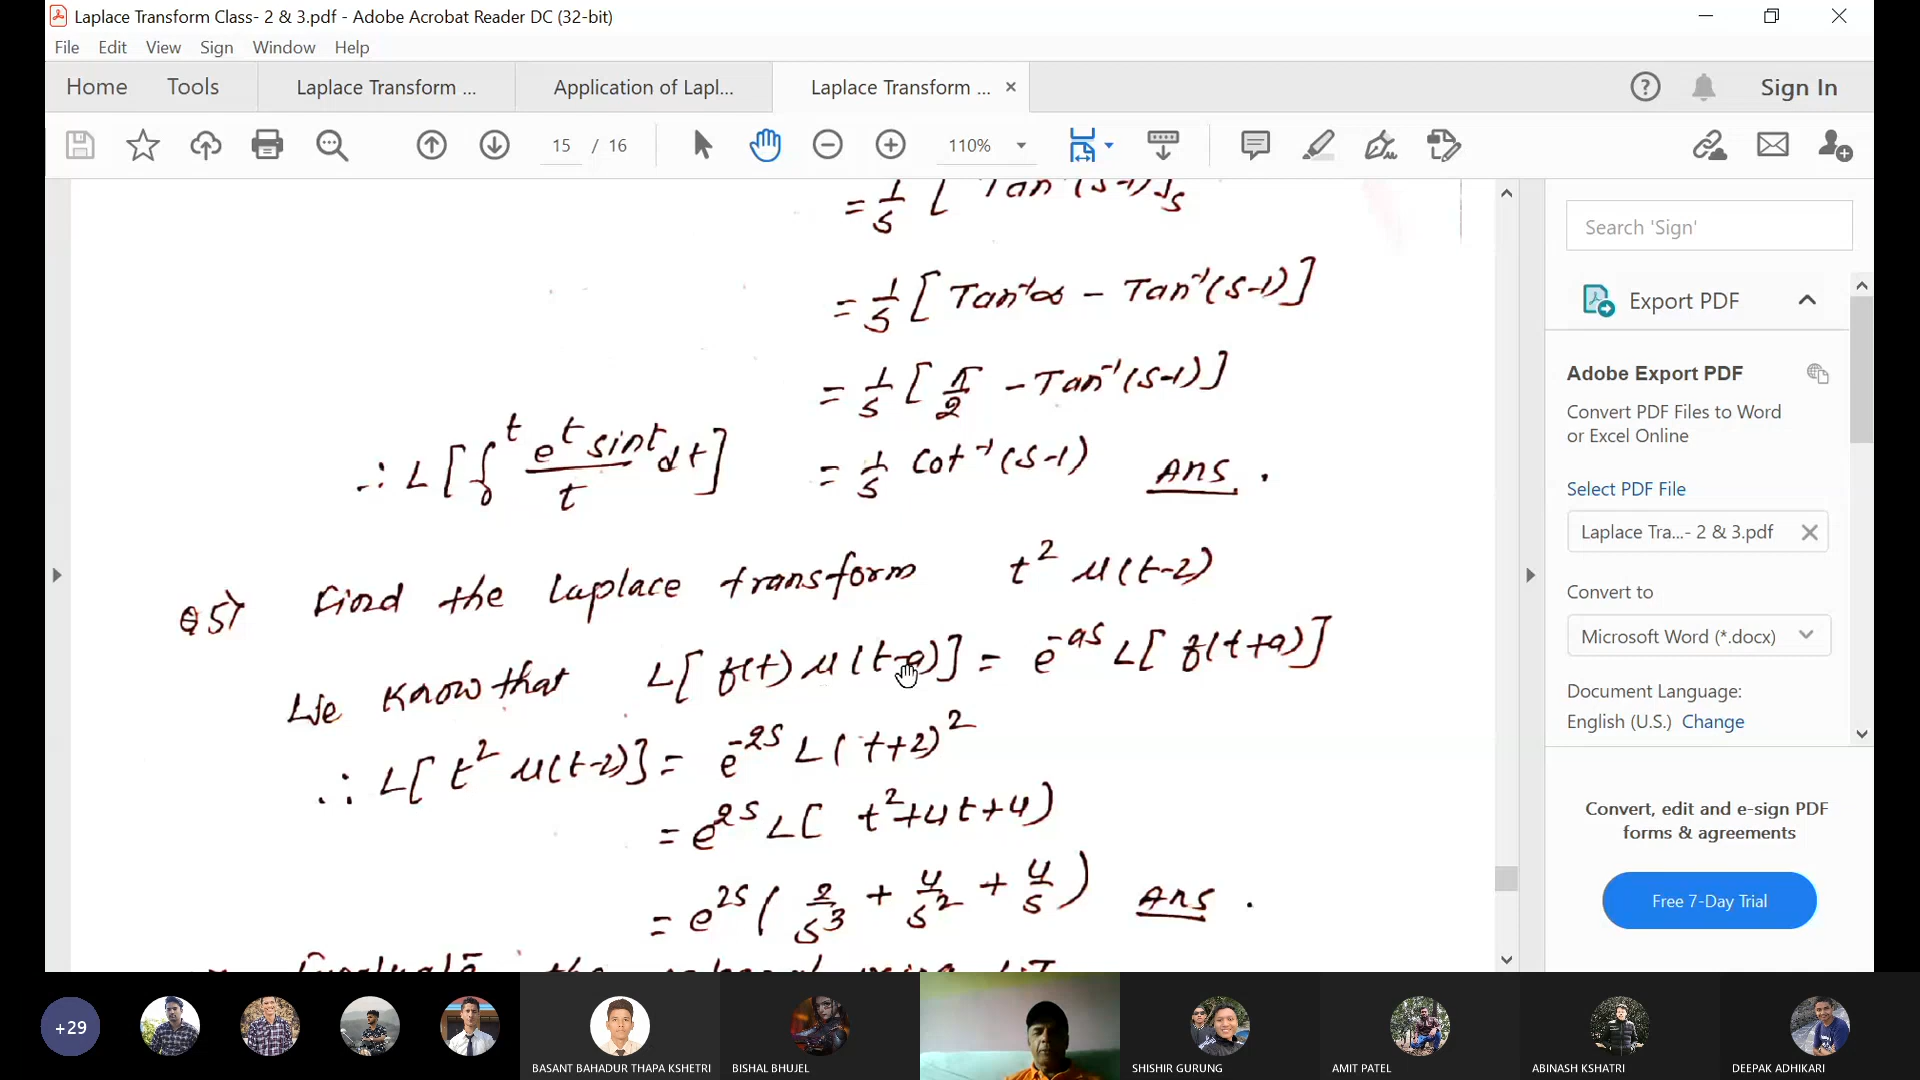 Laplace Transform Class- 2 & 3.pdf - Adobe Acrobat Reader DC (32-bit)
File Edit View Sign Window Help
Home Tools Laplace Transform ... Application of Lapl... Laplace Transform ... × Sign In
15 / 16 110%
= 1/s [ Tan⁻¹(s-1)]s
= 1/s [ Tan⁻¹∞ - Tan⁻¹(s-1)]
= 1/s [ π/2 - Tan⁻¹(s-1)]
∴ L[ ∫₀ᵗ eᵗ sint/t dt] = 1/s Cot⁻¹(s-1) Ans.
Q5) Find the Laplace transform t² u(t-2)
We Know that L[ f(t) u(t-a)] = e⁻ᵃˢ L[ f(t+a)]
∴ L[ t² u(t-2)] = e⁻²ˢ L( t+2)²
= e²ˢ L[ t²+4t+4)
= e²ˢ ( 2/s³ + 4/s² + 4/s ) Ans.
Search 'Sign'
Export PDF
Adobe Export PDF
Convert PDF Files to Word
or Excel Online
Select PDF File
Laplace Tra...- 2 & 3.pdf
Convert to
Microsoft Word (*.docx)
Document Language:
English (U.S.) Change
Convert, edit and e-sign PDF
forms & agreements
Free 7-Day Trial
+29
BASANT BAHADUR THAPA KSHETRI
BISHAL BHUJEL
SHISHIR GURUNG
AMIT PATEL
ABINASH KSHATRI
DEEPAK ADHIKARI